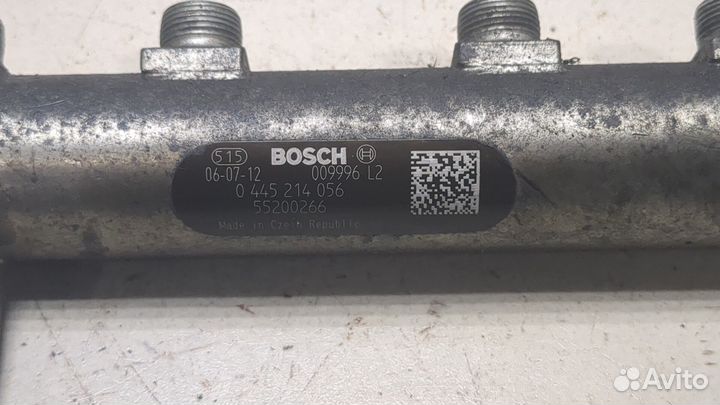 515 BOSCH
06-07-12 009996 L2
0 445 214 056
55200266
Made in Czech Republic
Avito